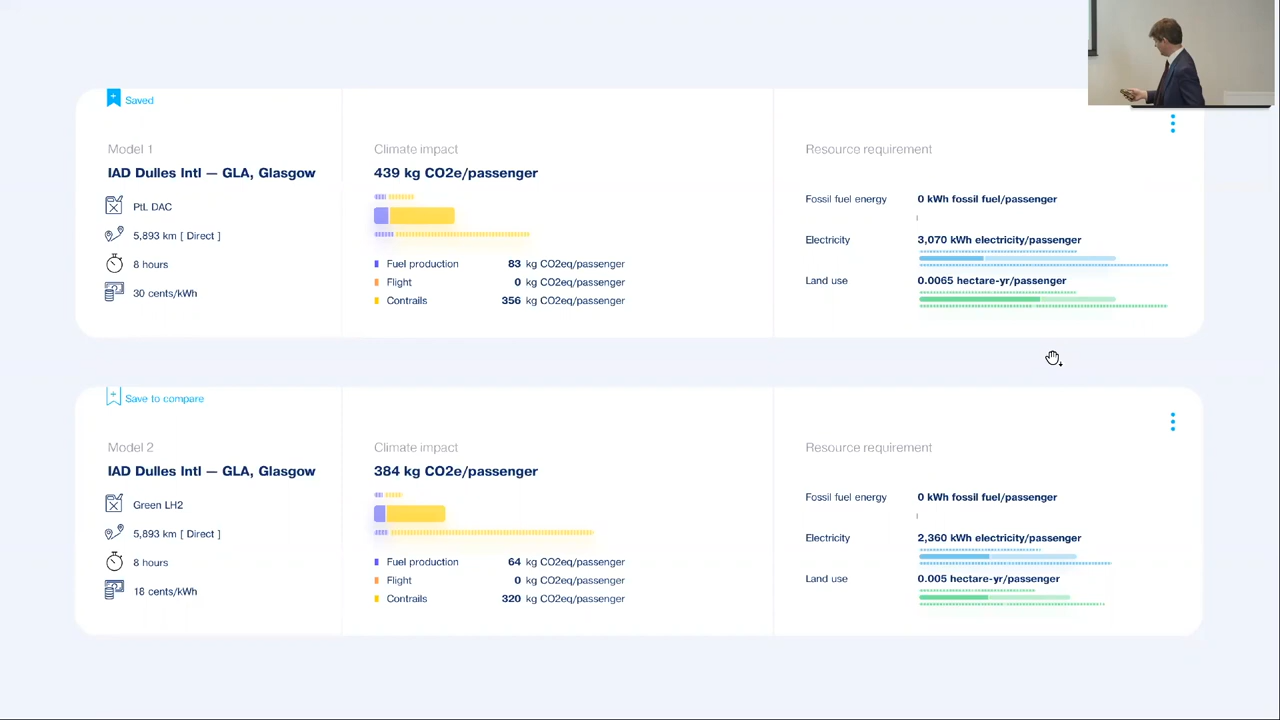 Saved
Model 1
IAD Dulles Intl — GLA, Glasgow
PtL DAC
5,893 km [ Direct ]
8 hours
30 cents/kWh
Climate impact
439 kg CO2e/passenger
Fuel production 83 kg CO2eq/passenger
Flight 0 kg CO2eq/passenger
Contrails 356 kg CO2eq/passenger
Resource requirement
Fossil fuel energy 0 kWh fossil fuel/passenger
Electricity 3,070 kWh electricity/passenger
Land use 0.0065 hectare-yr/passenger
Save to compare
Model 2
IAD Dulles Intl — GLA, Glasgow
Green LH2
5,893 km [ Direct ]
8 hours
18 cents/kWh
Climate impact
384 kg CO2e/passenger
Fuel production 64 kg CO2eq/passenger
Flight 0 kg CO2eq/passenger
Contrails 320 kg CO2eq/passenger
Resource requirement
Fossil fuel energy 0 kWh fossil fuel/passenger
Electricity 2,360 kWh electricity/passenger
Land use 0.005 hectare-yr/passenger